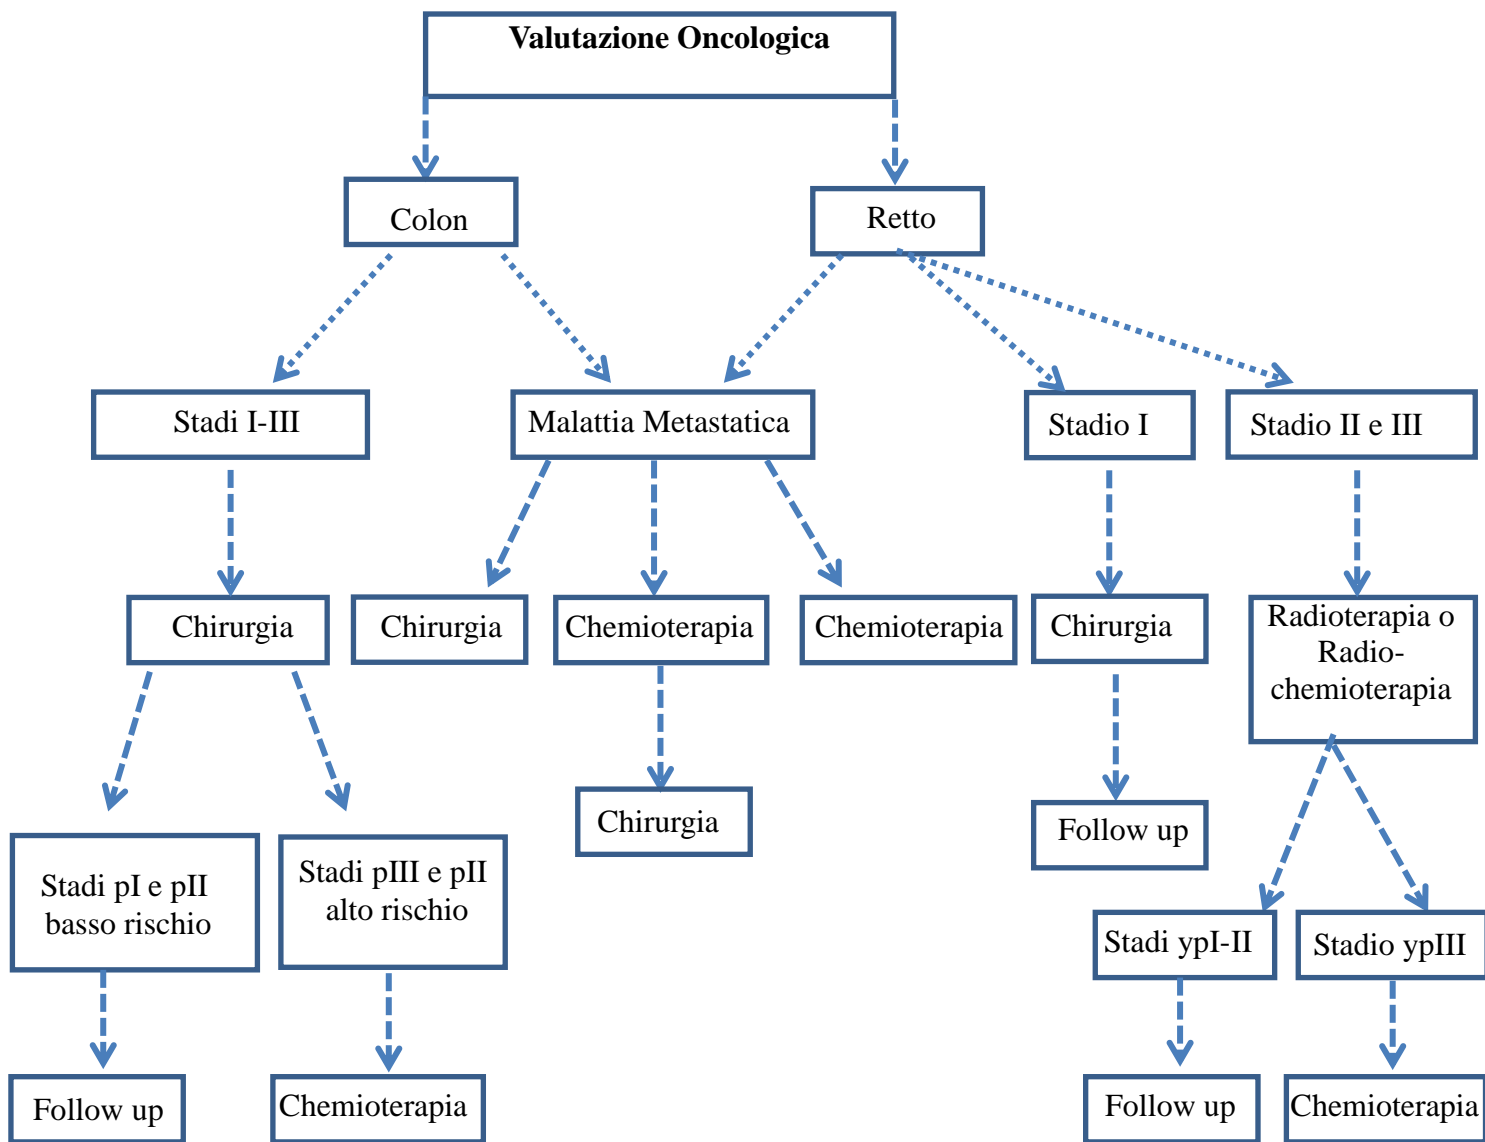 Valutazione Oncologica
Colon
Retto
Stadi I-III
Malattia Metastatica
Stadio I
Stadio II e III
Chirurgia
Chirurgia
Chemioterapia
Chemioterapia
Chirurgia
Radioterapia o
Radio-
chemioterapia
Chirurgia
Follow up
Stadi pI e pII
basso rischio
Stadi pIII e pII
alto rischio
Stadi ypI-II
Stadio ypIII
Follow up
Chemioterapia
Follow up
Chemioterapia